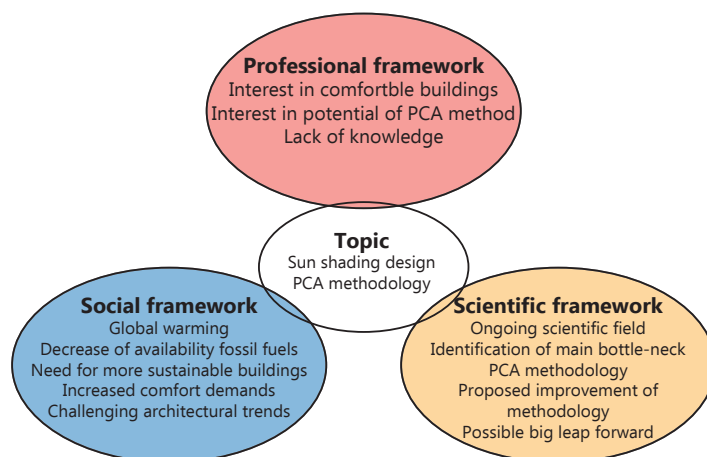 Professional framework
Interest in comfortble buildings
Interest in potential of PCA method
Lack of knowledge
Topic
Sun shading design
PCA methodology
Social framework
Global warming
Decrease of availability fossil fuels
Need for more sustainable buildings
Increased comfort demands
Challenging architectural trends
Scientific framework
Ongoing scientific field
Identification of main bottle-neck
PCA methodology
Proposed improvement of
methodology
Possible big leap forward